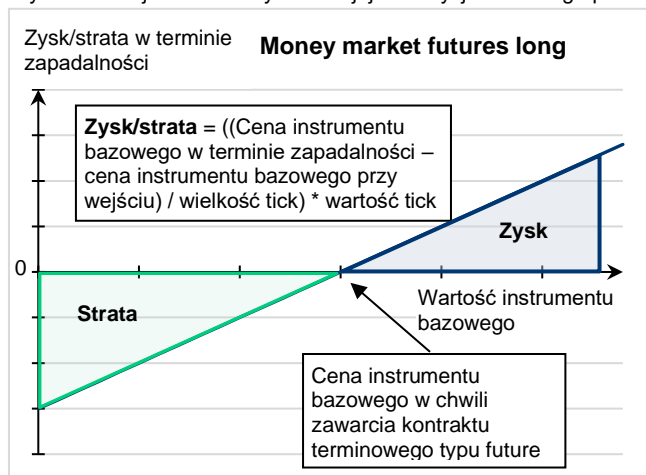 Zysk/strata w terminie
zapadalności
Money market futures long
Zysk/strata = ((Cena instrumentu
bazowego w terminie zapadalności –
cena instrumentu bazowego przy
wejściu) / wielkość tick) * wartość tick
Zysk
0
Strata
Wartość instrumentu
bazowego
Cena instrumentu
bazowego w chwili
zawarcia kontraktu
terminowego typu future